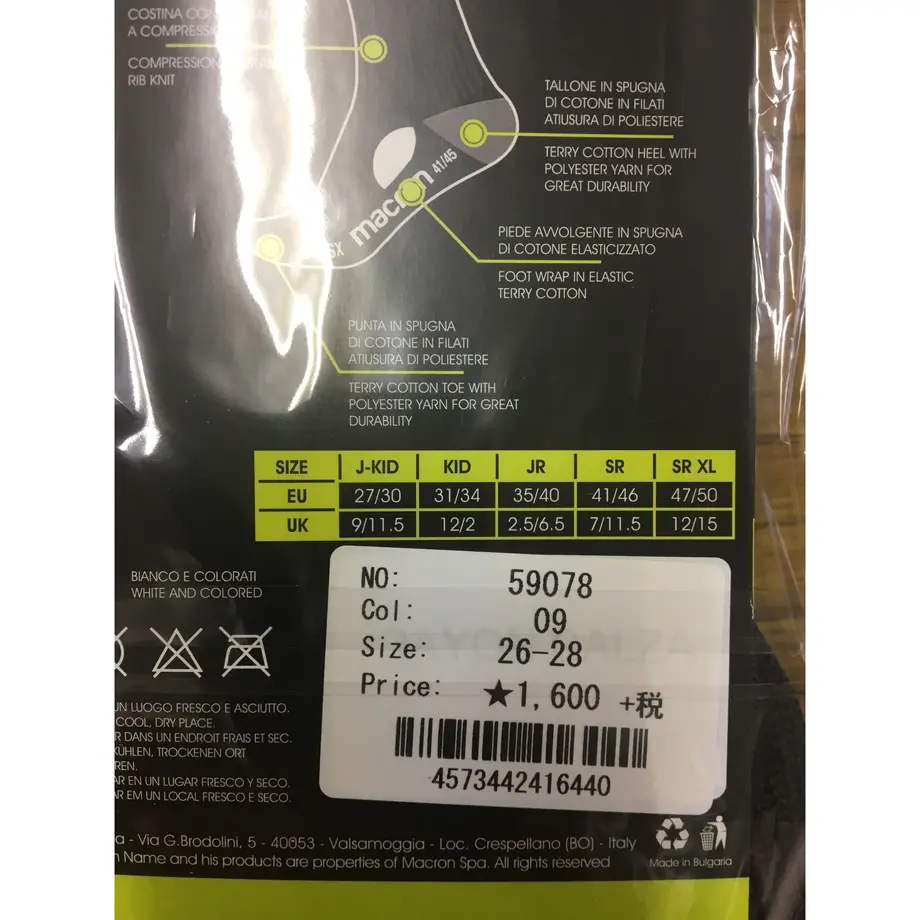 COSTINA CON
A COMPRESS
COMPRESSION
RIB KNIT
TALLONE IN SPUGNA
DI COTONE IN FILATI
ATIUSURA DI POLIESTERE
TERRY COTTON HEEL WITH
POLYESTER YARN FOR
GREAT DURABILITY
macron 41/45
SX
PIEDE AVVOLGENTE IN SPUGNA
DI COTONE ELASTICIZZATO
FOOT WRAP IN ELASTIC
TERRY COTTON
PUNTA IN SPUGNA
DI COTONE IN FILATI
ATIUSURA DI POLIESTERE
TERRY COTTON TOE WITH
POLYESTER YARN FOR GREAT
DURABILITY
SIZE J-KID KID JR SR SR XL
EU 27/30 31/34 35/40 41/46 47/50
UK 9/11.5 12/2 2.5/6.5 7/11.5 12/15
BIANCO E COLORATI
WHITE AND COLORED
NO: 59078
Col: 09
Size: 26-28
Price: ★1,600 +税
4573442416440
UN LUOGO FRESCO E ASCIUTTO.
COOL, DRY PLACE.
R DANS UN ENDROIT FRAIS ET SEC.
KÜHLEN, TROCKENEN ORT
REN.
AR EN UN LUGAR FRESCO Y SECO.
AR EM UN LOCAL FRESCO E SECO.
a - Via G.Brodolini, 5 - 40053 - Valsamoggia - Loc. Crespellano (BO) - Italy
n Name and his products are properties of Macron Spa. All rights reserved
Made in Bulgaria